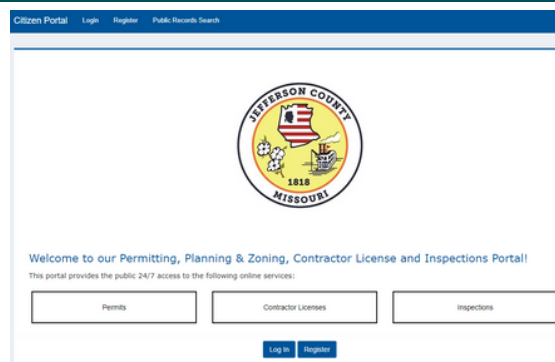 Citizen Portal Login Register Public Records Search
JEFFERSON COUNTY
1818
MISSOURI
Welcome to our Permitting, Planning & Zoning, Contractor License and Inspections Portal!
This portal provides the public 24/7 access to the following online services:
Permits Contractor Licenses Inspections
Log In Register